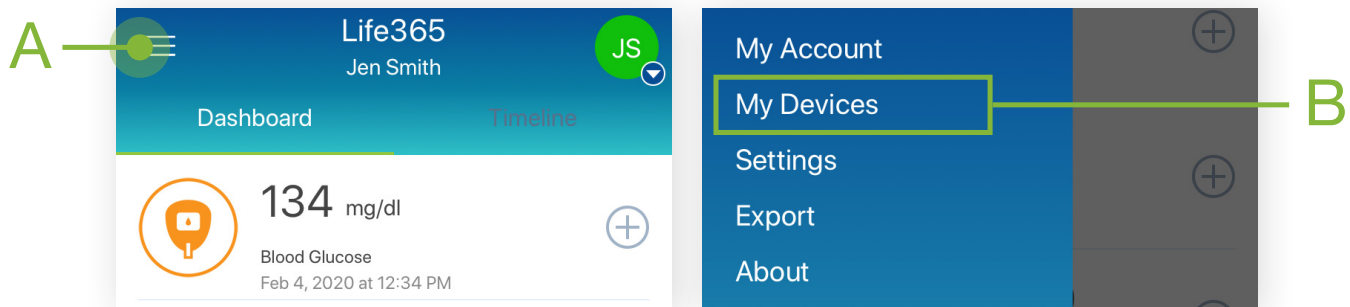 A
Life365
Jen Smith
JS
Dashboard
Timeline
134 mg/dl
Blood Glucose
Feb 4, 2020 at 12:34 PM
My Account
My Devices
B
Settings
Export
About